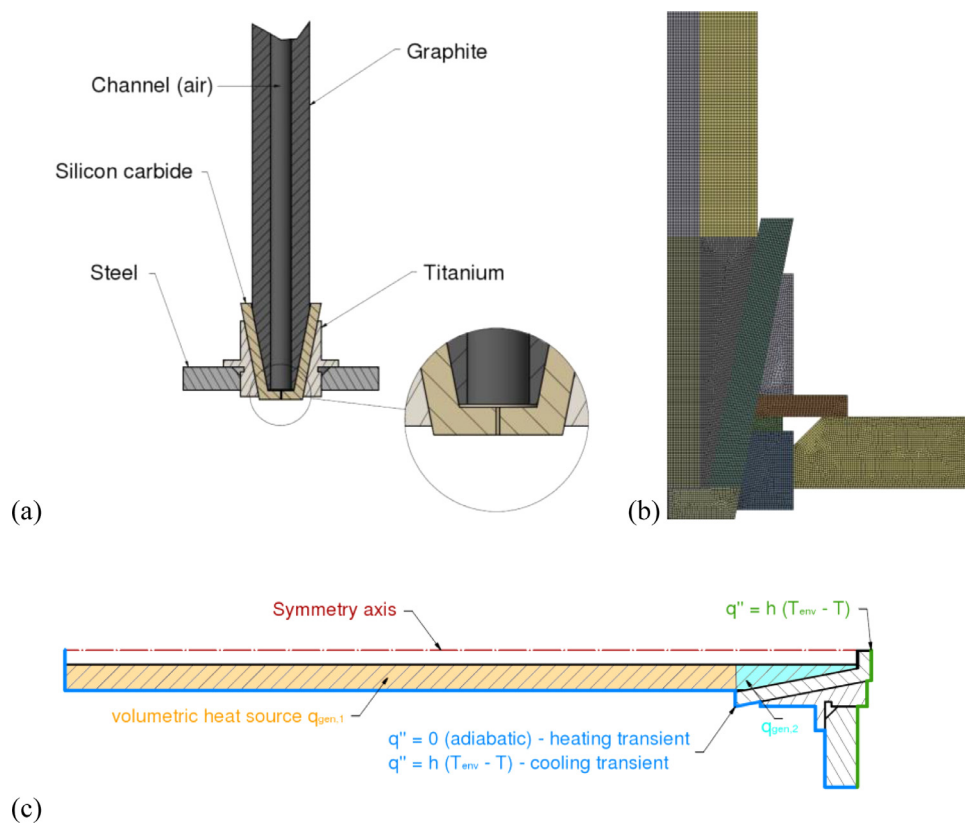 Graphite
Channel (air)
Silicon carbide
Steel
Titanium
(a)
(b)
Symmetry axis
q" = h (Tenv - T)
volumetric heat source qgen,1
qgen,2
q" = 0 (adiabatic) - heating transient
q" = h (Tenv - T) - cooling transient
(c)